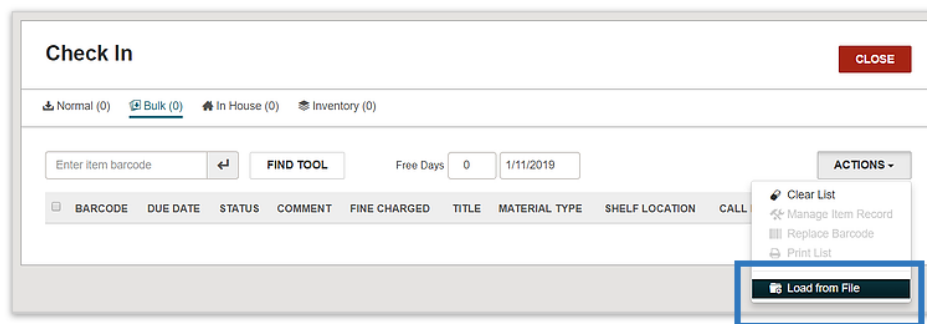 Check In
CLOSE
Normal (0) Bulk (0) In House (0) Inventory (0)
Enter item barcode FIND TOOL Free Days 0 1/11/2019 ACTIONS
BARCODE DUE DATE STATUS COMMENT FINE CHARGED TITLE MATERIAL TYPE SHELF LOCATION CALL
Clear List
Manage Item Record
Replace Barcode
Print List
Load from File